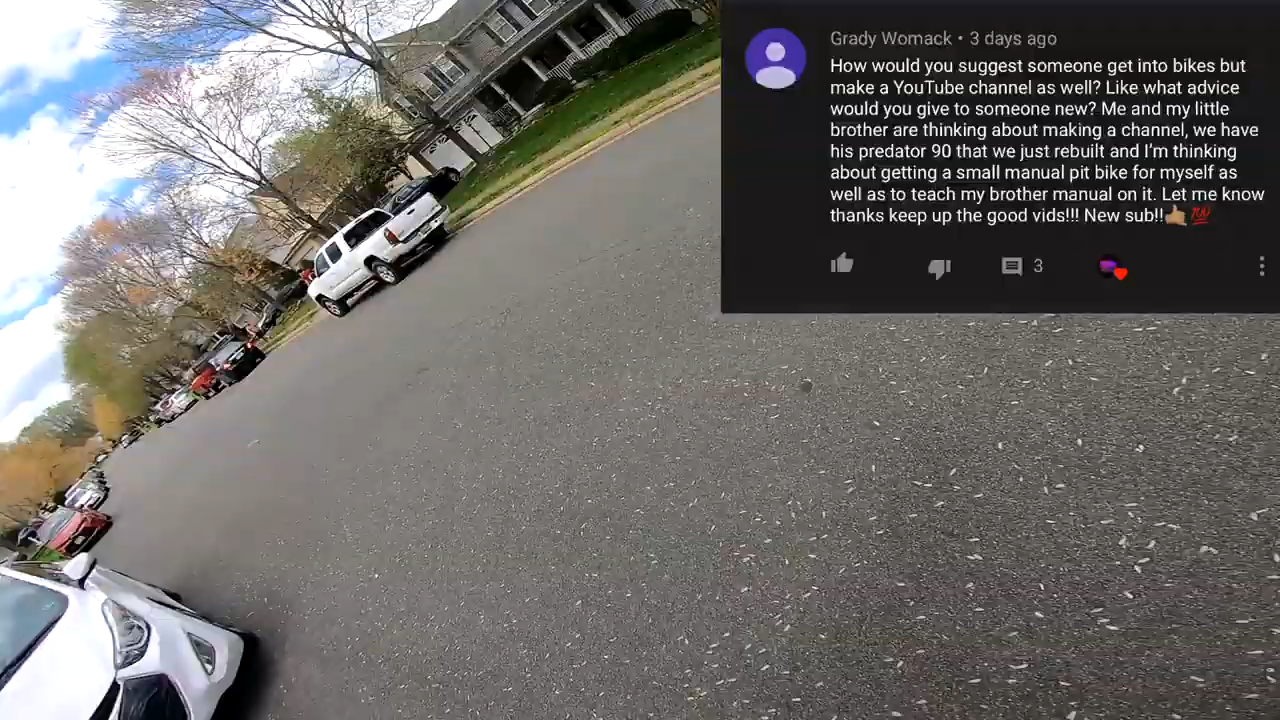 Grady Womack • 3 days ago
How would you suggest someone get into bikes but
make a YouTube channel as well? Like what advice
would you give to someone new? Me and my little
brother are thinking about making a channel, we have
his predator 90 that we just rebuilt and I'm thinking
about getting a small manual pit bike for myself as
well as to teach my brother manual on it. Let me know
thanks keep up the good vids!!! New sub!!🤙🏽💯
3